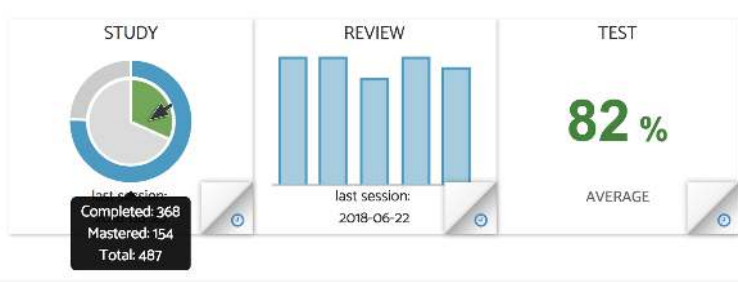 STUDY
last session:
Completed: 368
Mastered: 154
Total: 487
REVIEW
last session:
2018-06-22
TEST
82 %
AVERAGE